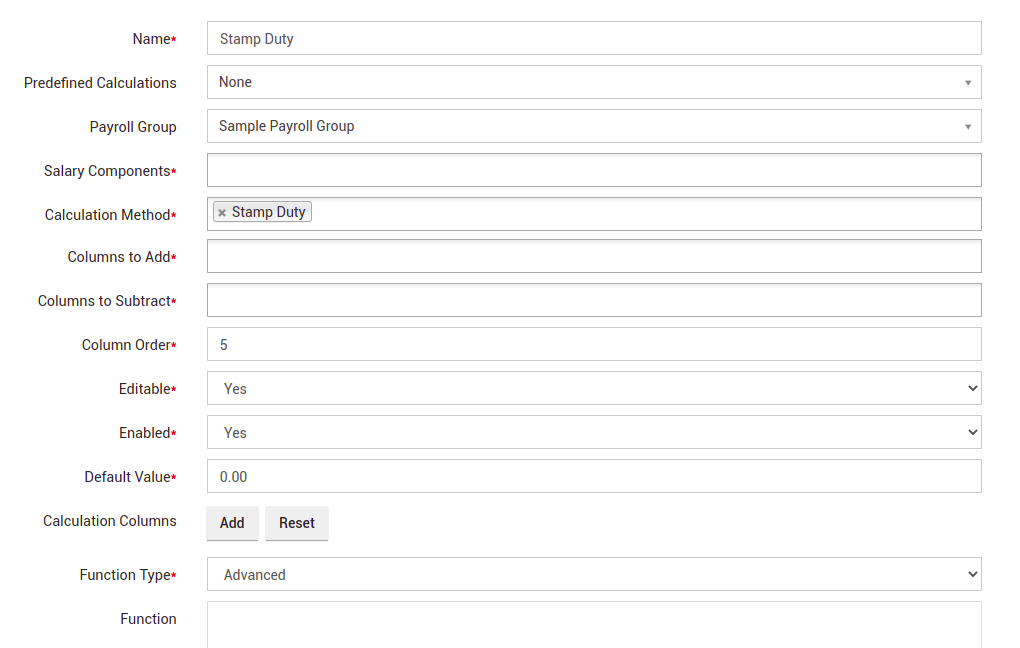 Name* Stamp Duty
Predefined Calculations None
Payroll Group Sample Payroll Group
Salary Components*
Calculation Method* × Stamp Duty
Columns to Add*
Columns to Subtract*
Column Order* 5
Editable* Yes
Enabled* Yes
Default Value* 0.00
Calculation Columns Add Reset
Function Type* Advanced
Function